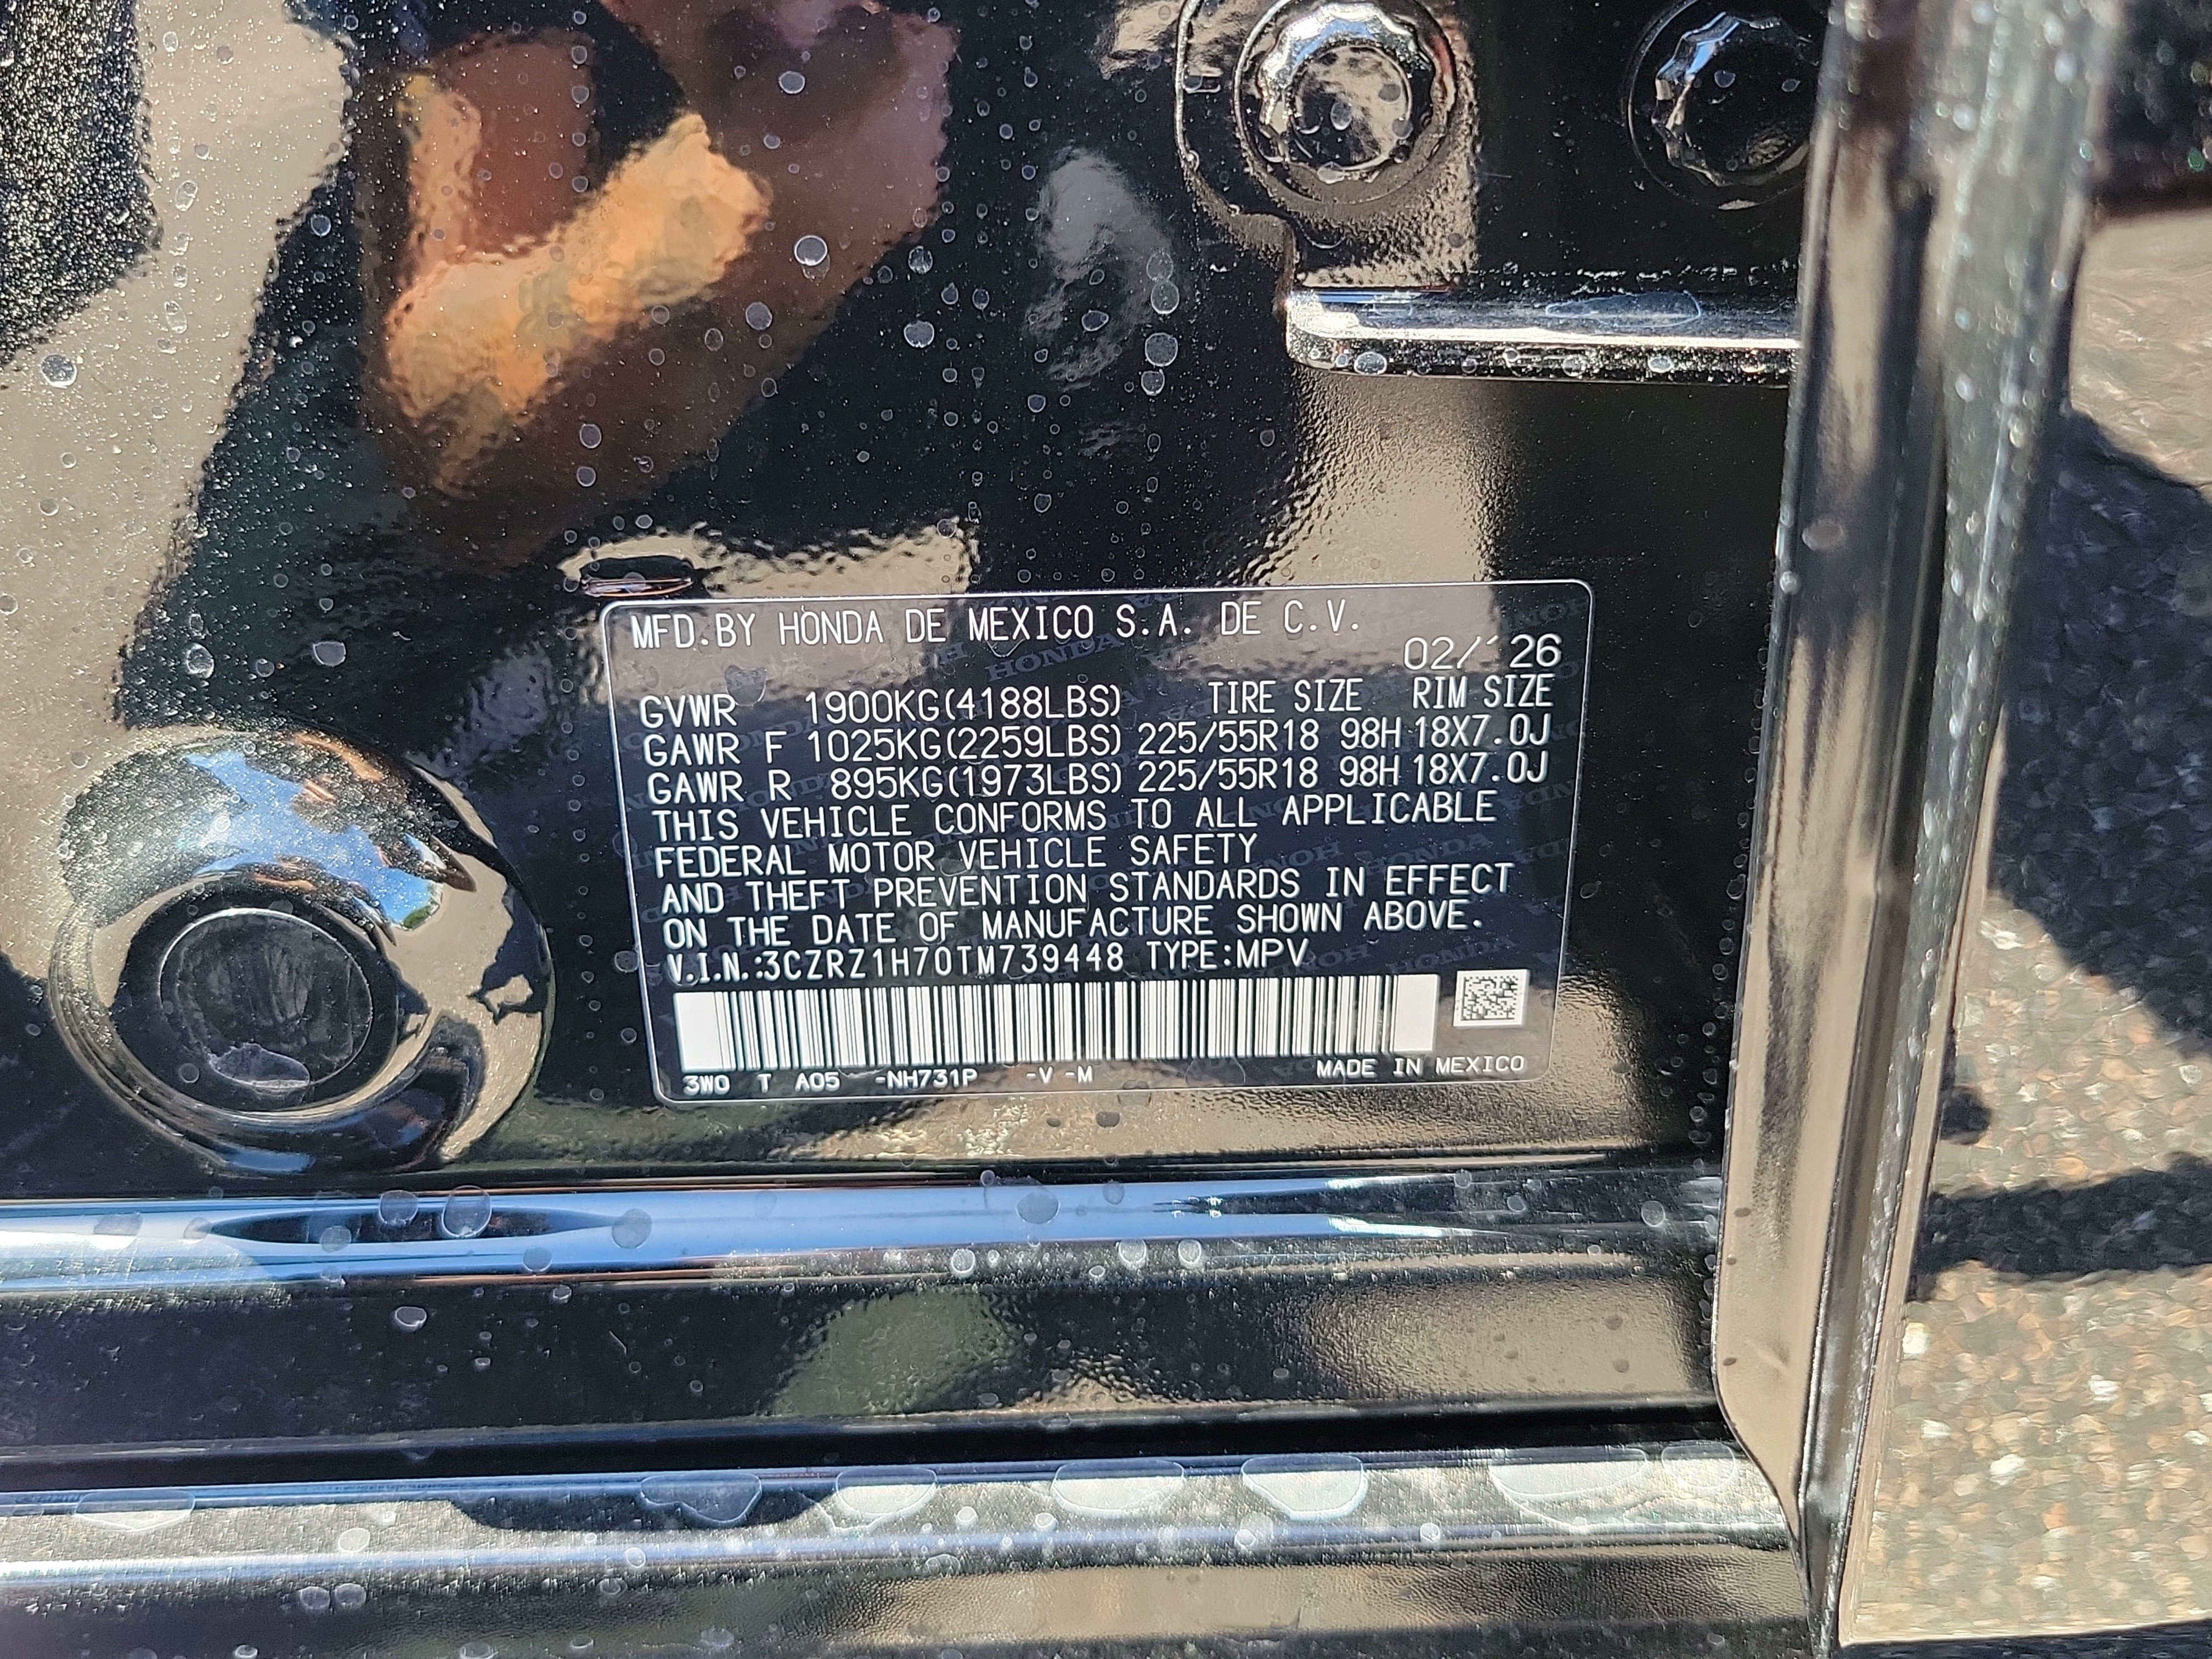 MFD.BY HONDA DE MEXICO S.A. DE C.V.
02/'26
GVWR 1900KG(4188LBS) TIRE SIZE RIM SIZE
GAWR F 1025KG(2259LBS) 225/55R18 98H 18X7.0J
GAWR R 895KG(1973LBS) 225/55R18 98H 18X7.0J
THIS VEHICLE CONFORMS TO ALL APPLICABLE
FEDERAL MOTOR VEHICLE SAFETY
AND THEFT PREVENTION STANDARDS IN EFFECT
ON THE DATE OF MANUFACTURE SHOWN ABOVE.
V.I.N.:3CZRZ1H70TM739448 TYPE:MPV
3W0 T A05 -NH731P -V -M MADE IN MEXICO